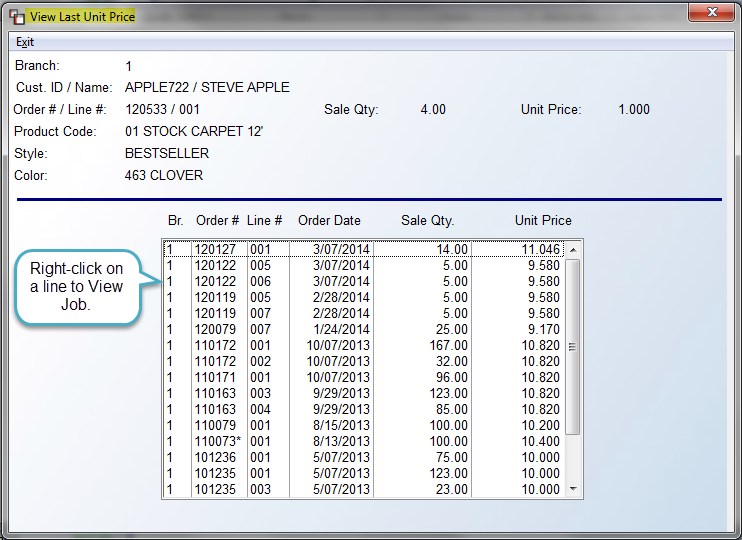 View Last Unit Price
Exit
Branch: 1
Cust. ID / Name: APPLE722 / STEVE APPLE
Order # / Line #: 120533 / 001 Sale Qty: 4.00 Unit Price: 1.000
Product Code: 01 STOCK CARPET 12'
Style: BESTSELLER
Color: 463 CLOVER
Br. Order # Line # Order Date Sale Qty. Unit Price
1 120127 001 3/07/2014 14.00 11.046
1 120122 005 3/07/2014 5.00 9.580
1 120122 006 3/07/2014 5.00 9.580
1 120119 005 2/28/2014 5.00 9.580
1 120119 007 2/28/2014 5.00 9.580
1 120079 007 1/24/2014 25.00 9.170
1 110172 001 10/07/2013 167.00 10.820
1 110172 002 10/07/2013 32.00 10.820
1 110171 001 10/07/2013 96.00 10.820
1 110163 003 9/29/2013 123.00 10.820
1 110163 004 9/29/2013 85.00 10.820
1 110079 001 8/15/2013 100.00 10.200
1 110073* 001 8/13/2013 100.00 10.400
1 101236 001 5/07/2013 75.00 10.000
1 101235 001 5/07/2013 123.00 10.000
1 101235 003 5/07/2013 23.00 10.000
Right-click on
a line to View
Job.